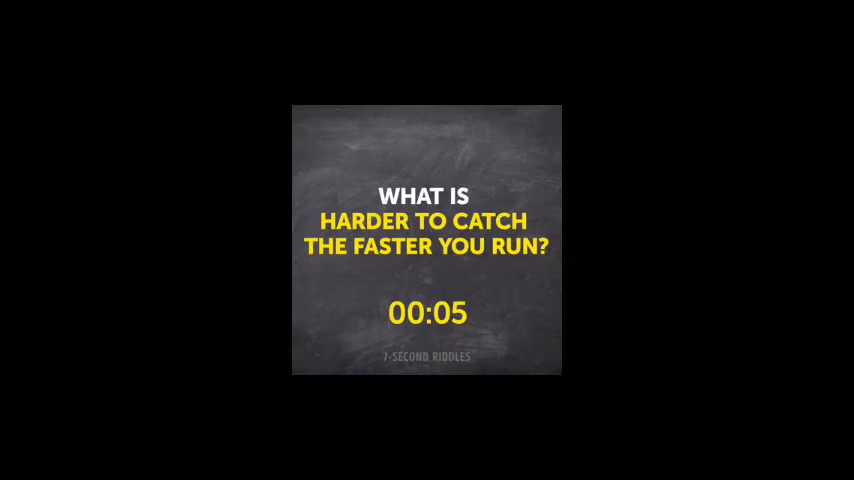 WHAT IS
HARDER TO CATCH
THE FASTER YOU RUN?
00:05
7-SECOND RIDDLES